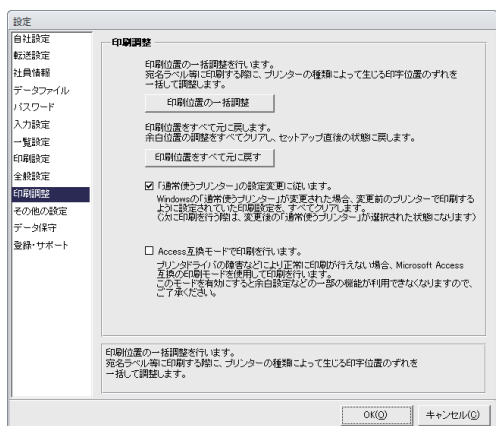 設定
自社設定
転送設定
社員情報
データファイル
パスワード
入力設定
一覧設定
印刷設定
全般設定
印刷調整
その他の設定
データ保守
登録・サポート
印刷調整
印刷位置の一括調整を行います。
宛名ラベル等に印刷する際に、プリンターの種類によって生じる印字位置のずれを
一括して調整します。
印刷位置の一括調整
印刷位置をすべて元に戻します。
余白位置の調整をすべてクリアし、セットアップ直後の状態に戻します。
印刷位置をすべて元に戻す
「通常使うプリンター」の設定変更に従います。
Windowsの「通常使うプリンター」が変更された場合、変更前のプリンターで印刷する
ように設定されていた印刷設定を、すべてクリアします。
(次に印刷を行う際は、変更後の「通常使うプリンター」が選択された状態になります)
Access互換モードで印刷を行います。
プリンタドライバの障害などにより正常に印刷が行えない場合、Microsoft Access
互換の印刷モードを使用して印刷を行います。
このモードを有効にすると余白設定などの一部の機能が利用できなくなりますので、
ご了承ください。
印刷位置の一括調整を行います。
宛名ラベル等に印刷する際に、プリンターの種類によって生じる印字位置のずれを
一括して調整します。
OK(O)
キャンセル(C)